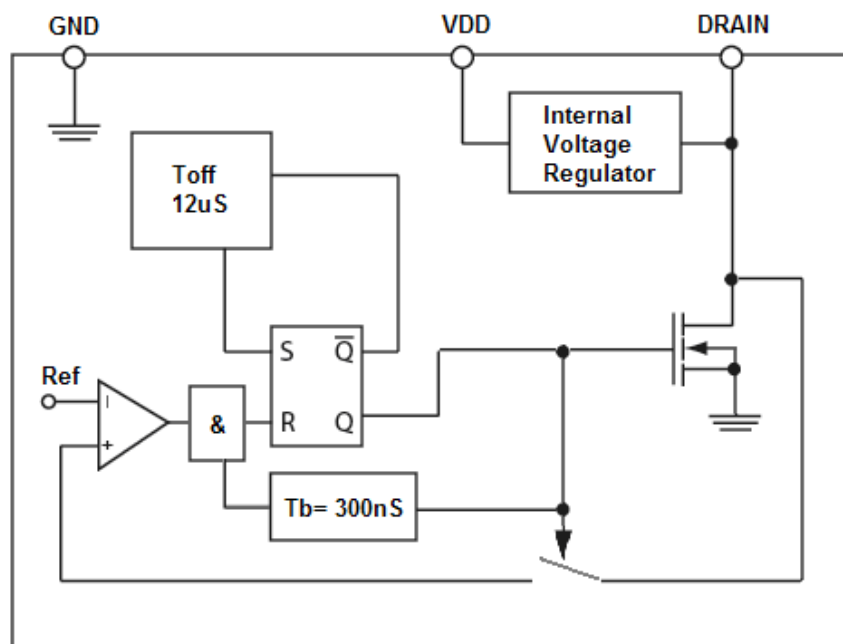 GND
VDD
DRAIN
Internal
Voltage
Regulator
Toff
12uS
S
Q̅
Ref
-
+
&
R
Q
Tb= 300nS